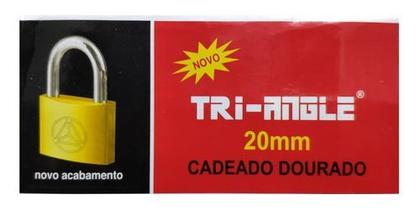 NOVO
TRI-ANGLE®
20mm
CADEADO DOURADO
novo acabamento